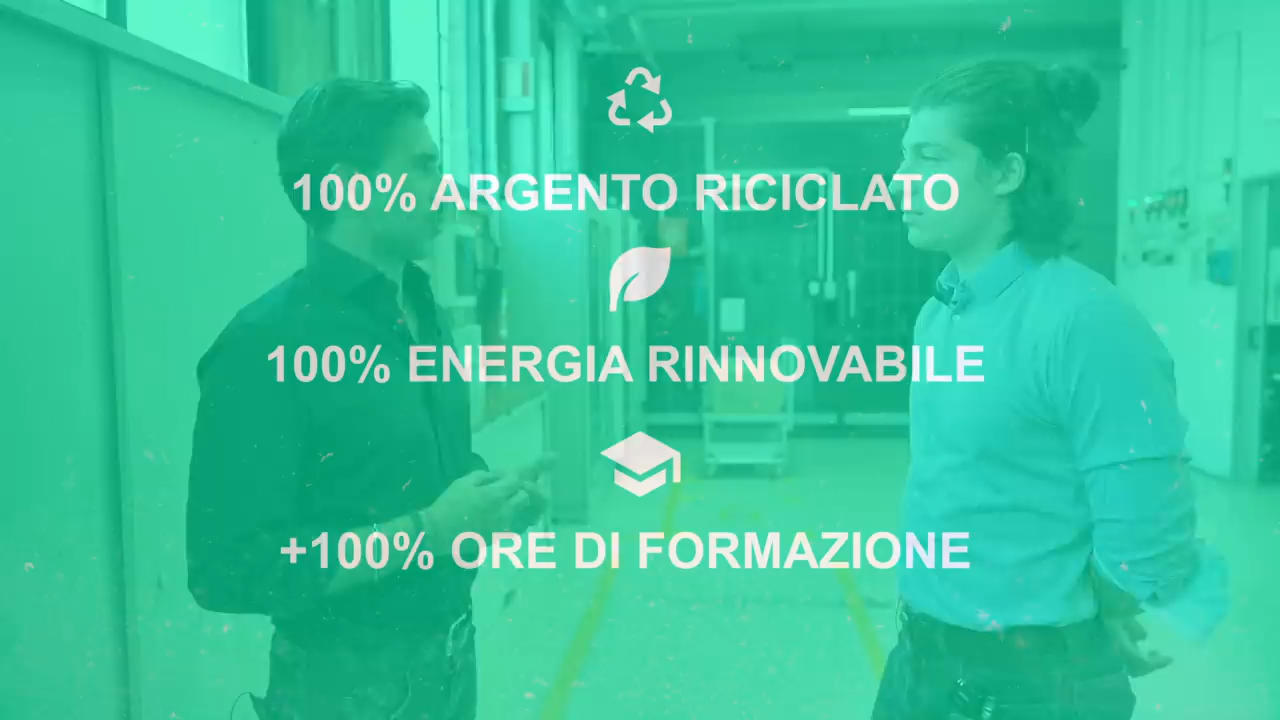 100% ARGENTO RICICLATO
100% ENERGIA RINNOVABILE
+100% ORE DI FORMAZIONE